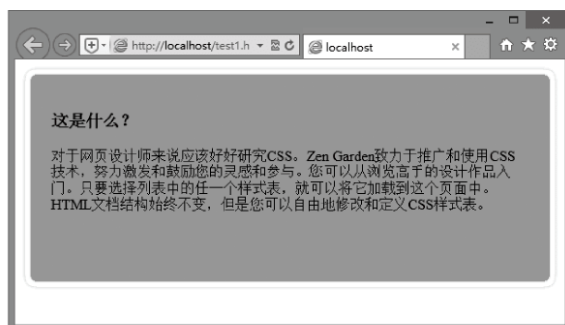 http://localhost/test1.h
localhost
这是什么？
对于网页设计师来说应该好好研究CSS。Zen Garden致力于推广和使用CSS
技术，努力激发和鼓励您的灵感和参与。您可以从浏览高手的设计作品入
门。只要选择列表中的任一个样式表，就可以将它加载到这个页面中。
HTML文档结构始终不变，但是您可以自由地修改和定义CSS样式表。